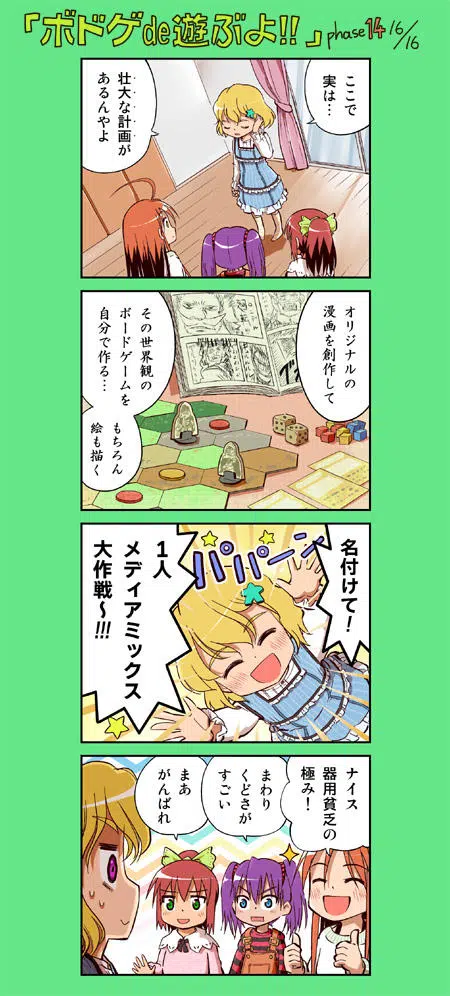 「ボドゲde遊ぶよ!!」phase14 16/16
ここで
実は…
壮大な計画が
あるんやよ
オリジナルの
漫画を創作して
その世界観の
ボードゲームを
自分で作る…
もちろん
絵も描く
名付けて!
パパーン
1人
メディアミックス
大作戦〜!!!
ナイス
器用貧乏の
極み!
まわり
くどさが
すごい
まあ
がんばれ